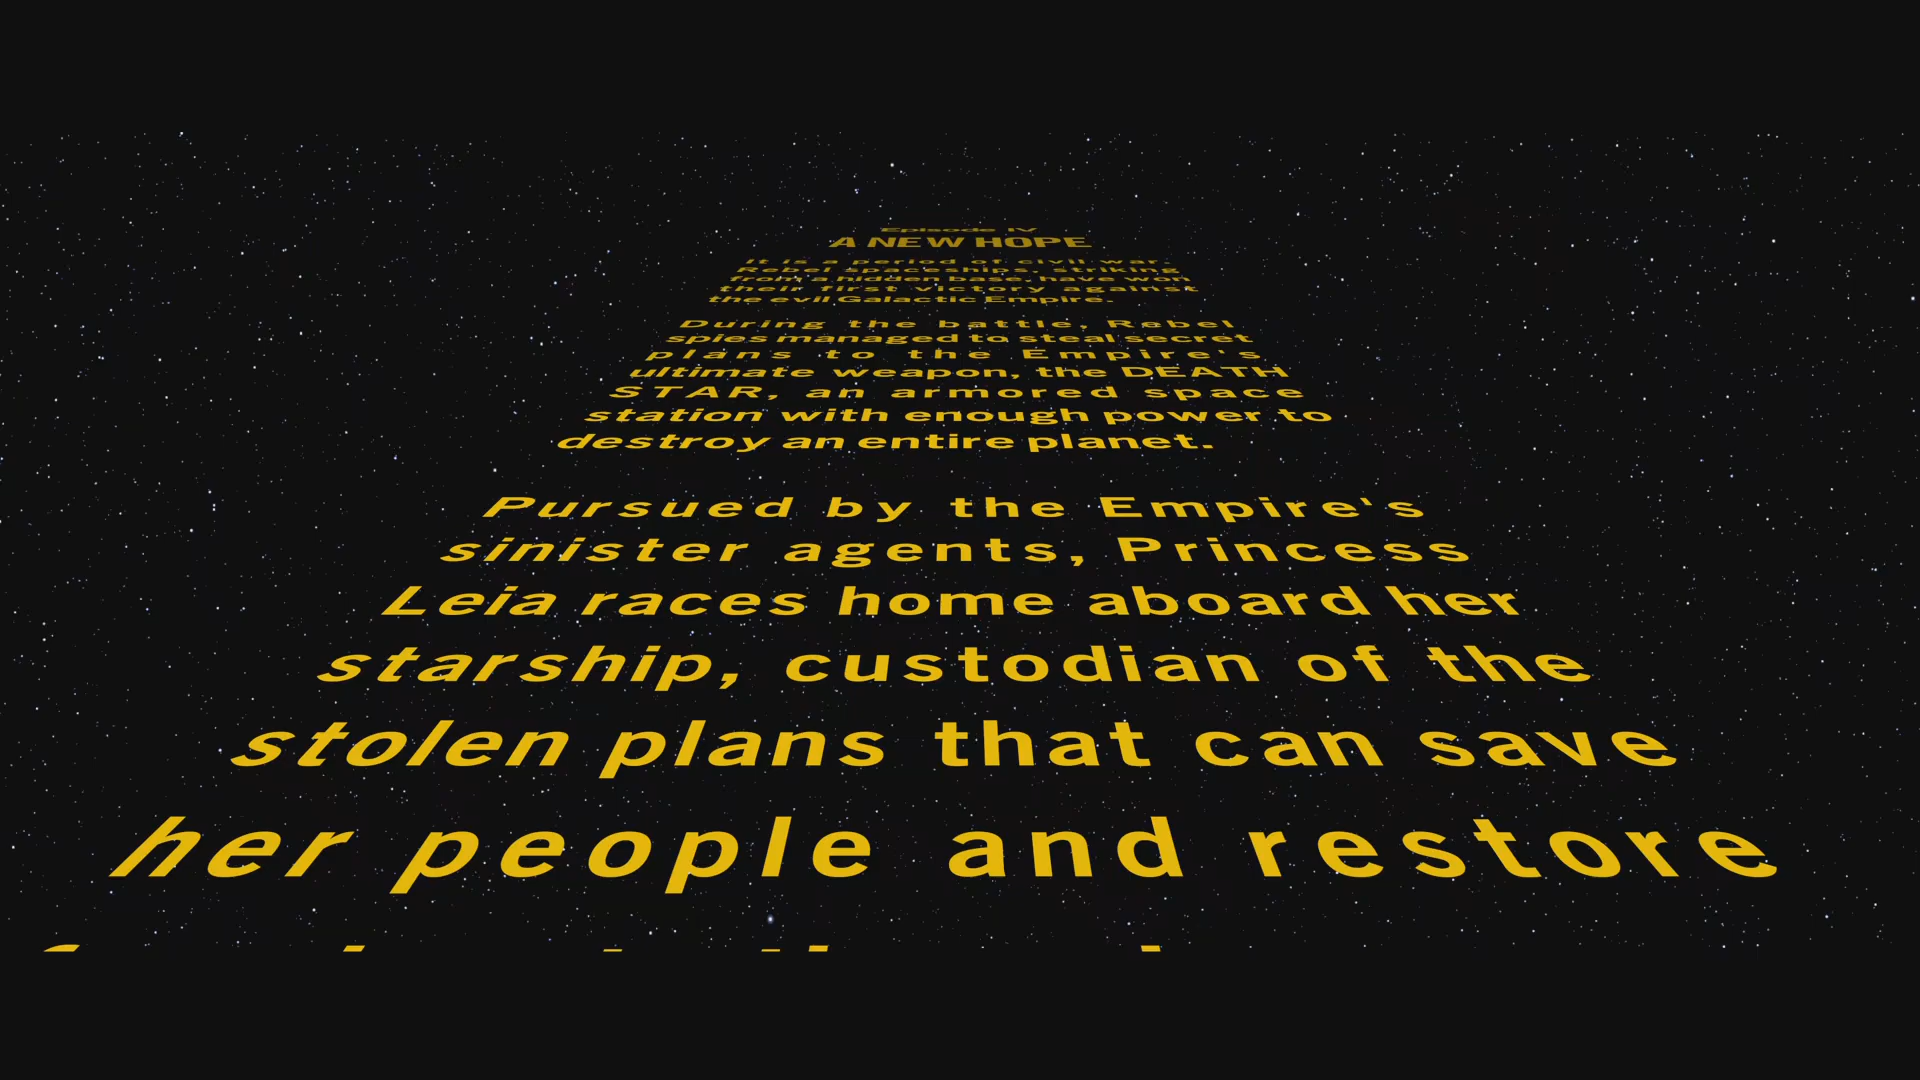 Episode IV
A NEW HOPE
It is a period of civil war.
Rebel spaceships, striking
from a hidden base, have won
their first victory against
the evil Galactic Empire.
During the battle, Rebel
spies managed to steal secret
plans to the Empire's
ultimate weapon, the DEATH
STAR, an armored space
station with enough power to
destroy an entire planet.
Pursued by the Empire's
sinister agents, Princess
Leia races home aboard her
starship, custodian of the
stolen plans that can save
her people and restore